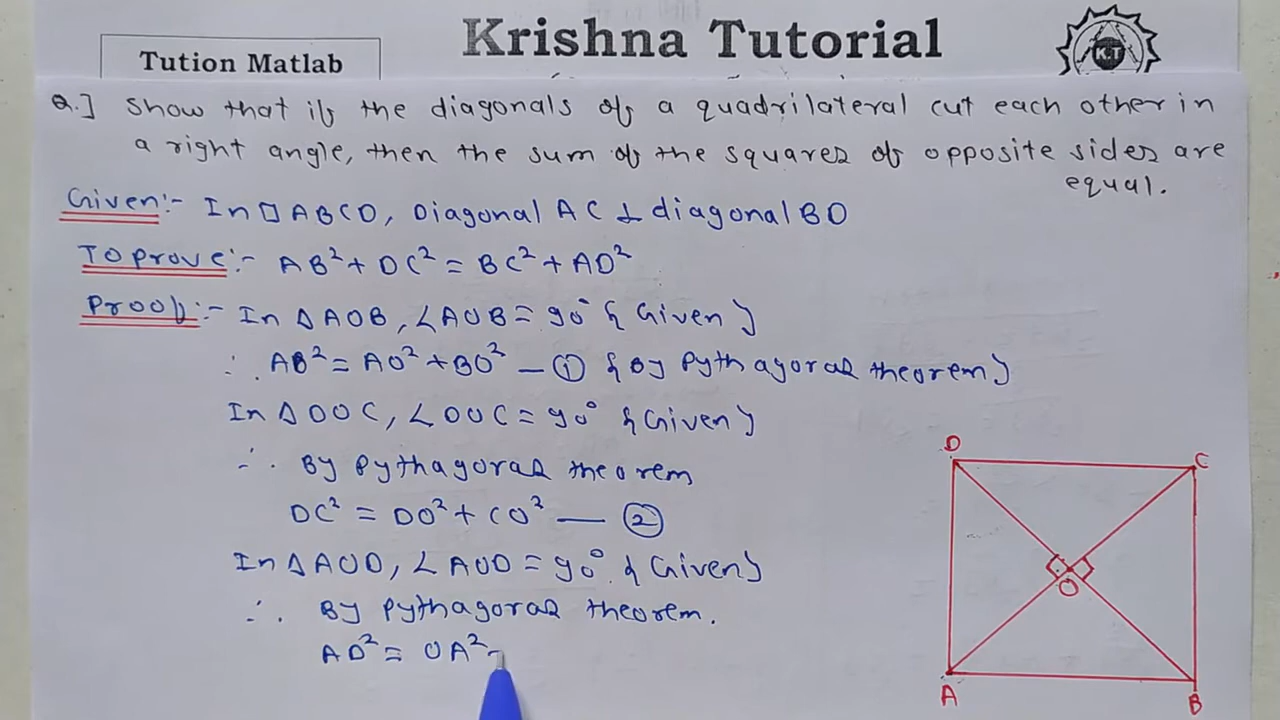 Krishna Tutorial
Tution Matlab
K.T
Q.] Show that if the diagonals of a quadrilateral cut each other in
a right angle, then the sum of the squares of opposite sides are
equal.
Given:- In □ABCD, Diagonal AC ⊥ diagonal BD
To prove:- AB² + DC² = BC² + AD²
Proof:- In △AOB, ∠AOB = 90° { Given }
∴ AB² = AO² + BO² — ① { By Pythagoras theorem }
In △DOC, ∠DOC = 90° { Given }
∴ By Pythagoras theorem
DC² = DO² + CO² — ②
In △AOD, ∠AOD = 90° { Given }
∴ By Pythagoras theorem.
AD² = OA² -
D
C
O
A
B